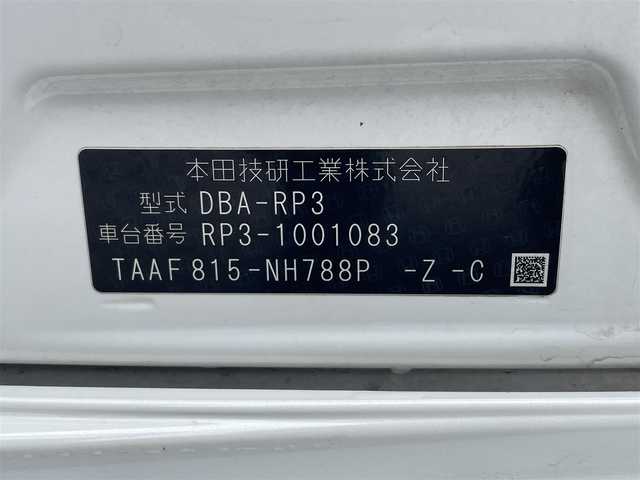 本田技研工業株式会社
型式 DBA-RP3
車台番号 RP3-1001083
TAAF815-NH788P -Z-C